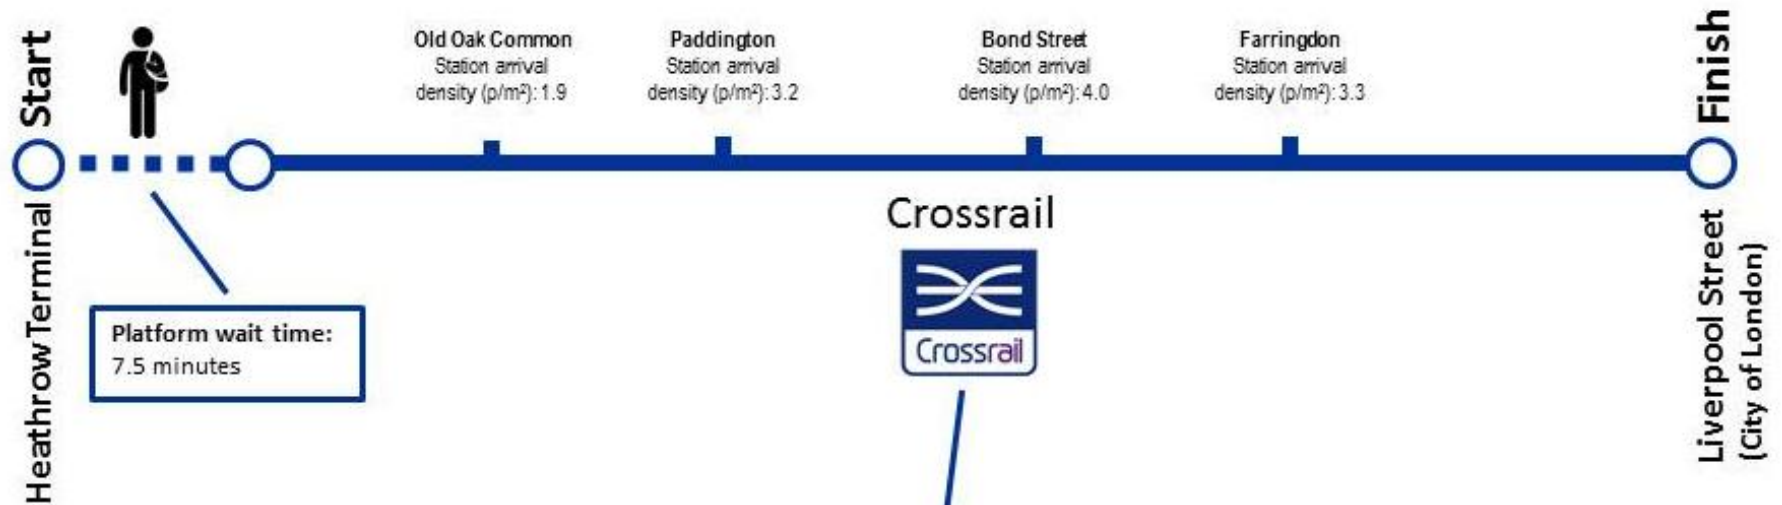 Start
Heathrow Terminal
Platform wait time:
7.5 minutes
Old Oak Common
Station arrival
density (p/m²): 1.9
Paddington
Station arrival
density (p/m²): 3.2
Bond Street
Station arrival
density (p/m²): 4.0
Farringdon
Station arrival
density (p/m²): 3.3
Crossrail
Crossrail
Finish
Liverpool Street
(City of London)